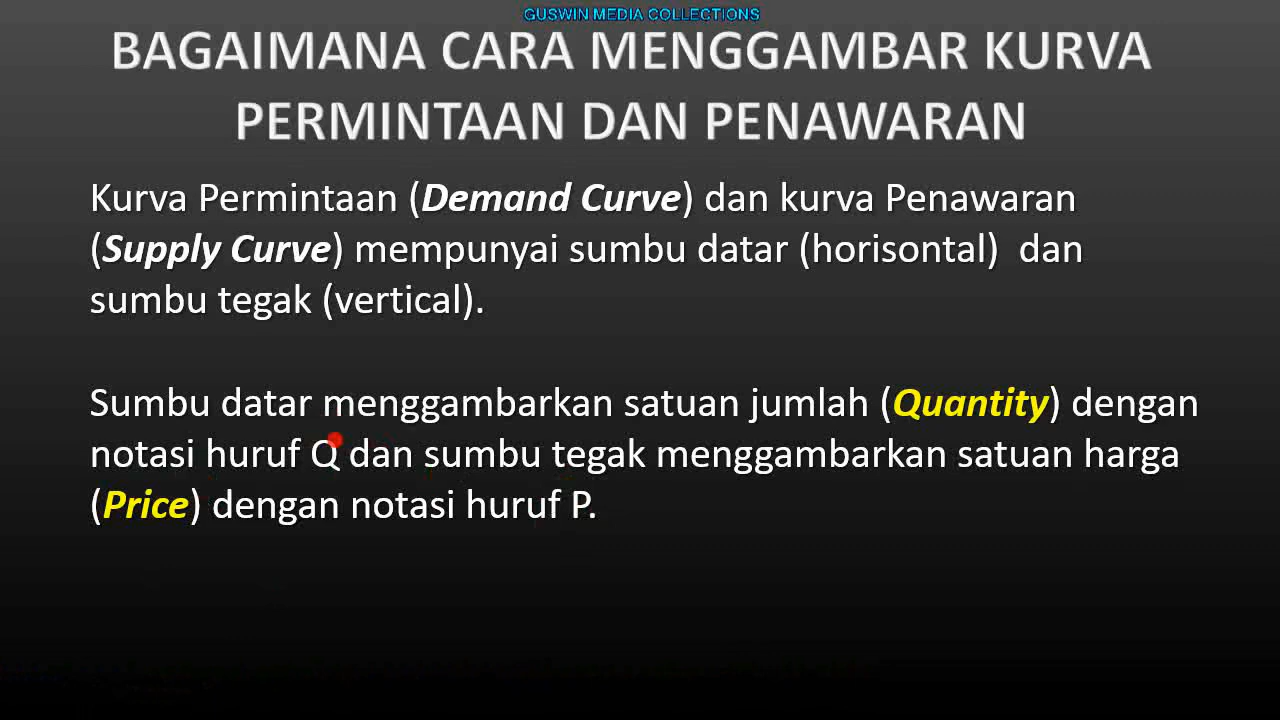 GUSWIN MEDIA COLLECTIONS
BAGAIMANA CARA MENGGAMBAR KURVA
PERMINTAAN DAN PENAWARAN
Kurva Permintaan (Demand Curve) dan kurva Penawaran
(Supply Curve) mempunyai sumbu datar (horisontal) dan
sumbu tegak (vertical).
Sumbu datar menggambarkan satuan jumlah (Quantity) dengan
notasi huruf Q dan sumbu tegak menggambarkan satuan harga
(Price) dengan notasi huruf P.